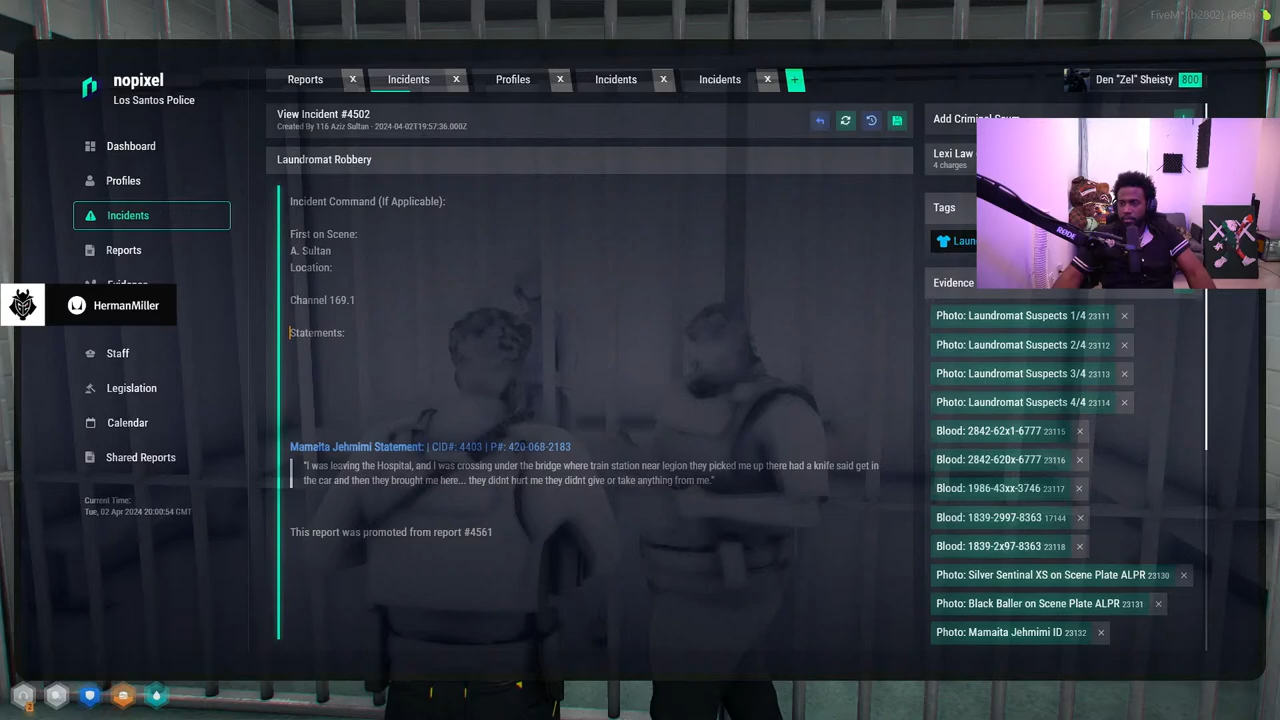 FiveM* (b2802) (Beta)
nopixel
Los Santos Police
Reports x
Incidents x
Profiles x
Incidents x
Incidents x
+
Den "Zel" Sheisty 800
Dashboard
Profiles
Incidents
Reports
HermanMiller
Staff
Legislation
Calendar
Shared Reports
Current Time:
Tue, 02 Apr 2024 20:00:54 GMT
View Incident #4502
Created By 116 Aziz Sultan - 2024-04-02T19:57:36.000Z
Laundromat Robbery
Incident Command (If Applicable):
First on Scene:
A. Sultan
Location:
Channel 169.1
Statements:
Mamaita Jehmimi Statement: | CID#: 4403 | P#: 420-068-2183
"I was leaving the Hospital, and I was crossing under the bridge where train station near legion they picked me up there had a knife said get in
the car and then they brought me here... they didnt hurt me they didnt give or take anything from me."
This report was promoted from report #4561
Add Criminal
Lexi Law
4 charges
Tags
Laun
Evidence
Photo: Laundromat Suspects 1/4 23111 x
Photo: Laundromat Suspects 2/4 23112 x
Photo: Laundromat Suspects 3/4 23113 x
Photo: Laundromat Suspects 4/4 23114 x
Blood: 2842-62x1-6777 23115 x
Blood: 2842-620x-6777 23116 x
Blood: 1986-43xx-3746 23117 x
Blood: 1839-2997-8363 17144 x
Blood: 1839-2x97-8363 23118 x
Photo: Silver Sentinal XS on Scene Plate ALPR 23130 x
Photo: Black Baller on Scene Plate ALPR 23131 x
Photo: Mamaita Jehmimi ID 23132 x
RØDE
2